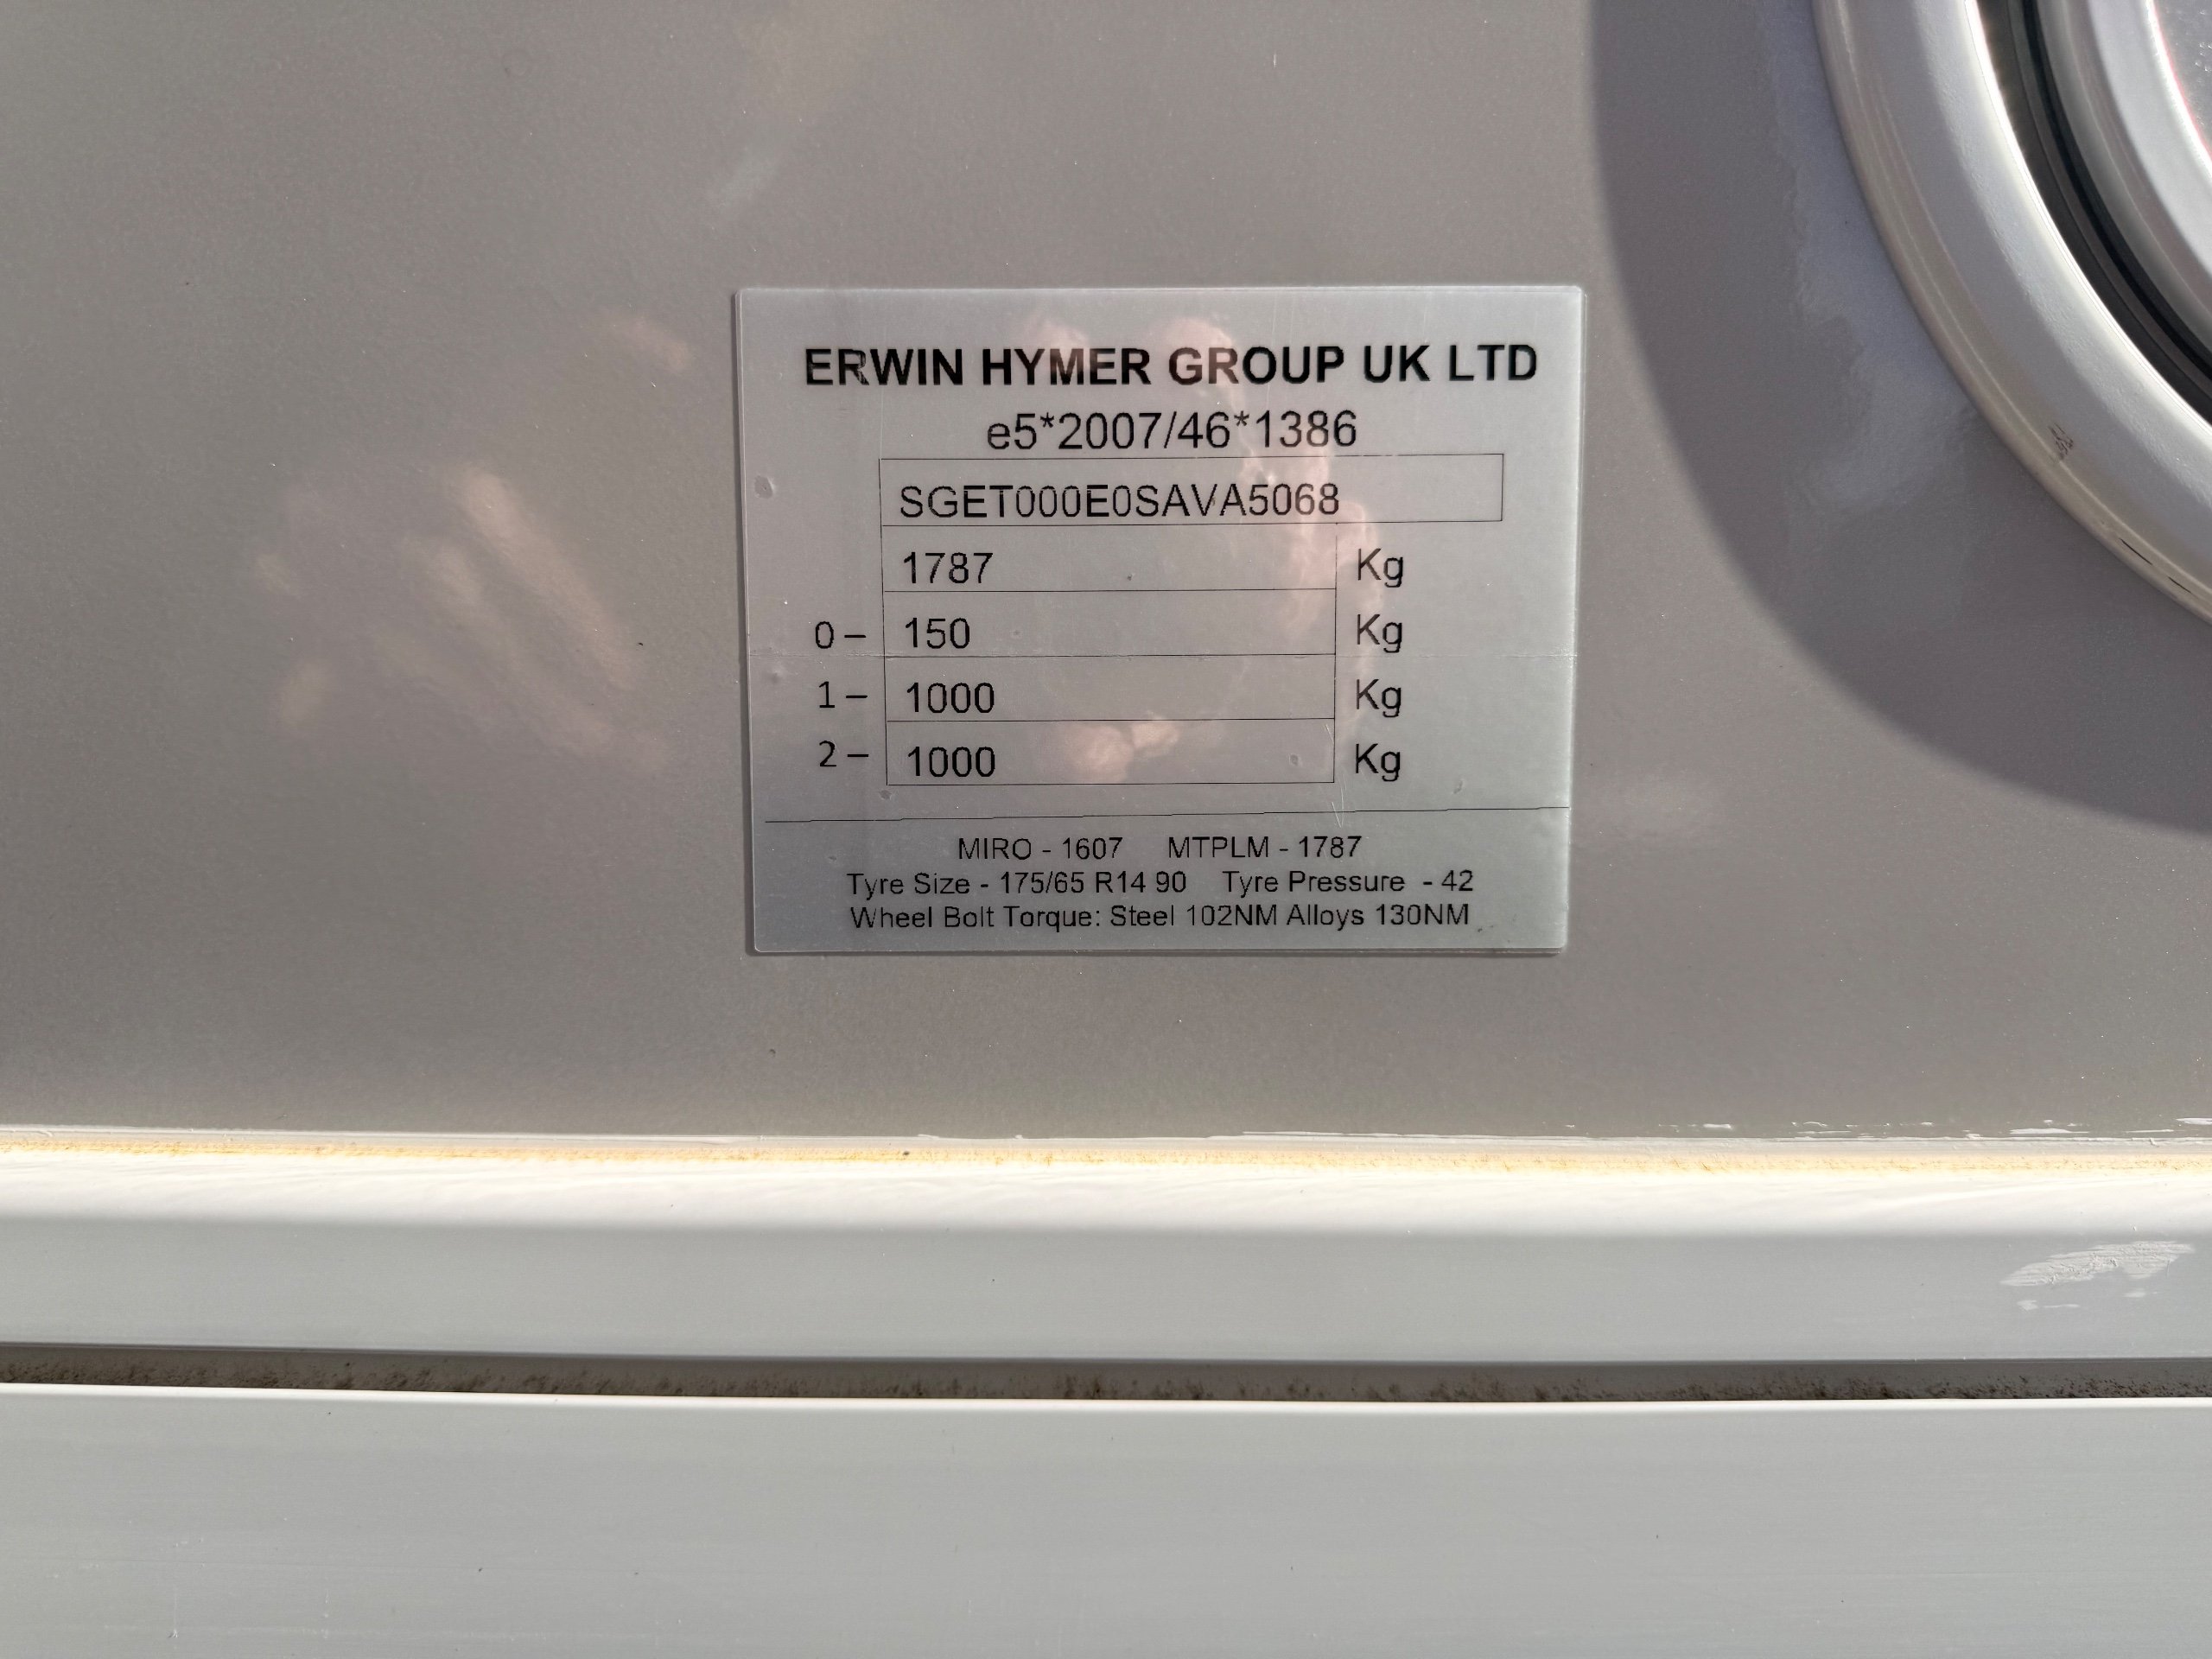 ERWIN HYMER GROUP UK LTD
e5*2007/46*1386
SGET000E0SAVA5068
1787 Kg
0 – 150 Kg
1 – 1000 Kg
2 – 1000 Kg
MIRO - 1607 MTPLM - 1787
Tyre Size - 175/65 R14 90 Tyre Pressure - 42
Wheel Bolt Torque: Steel 102NM Alloys 130NM